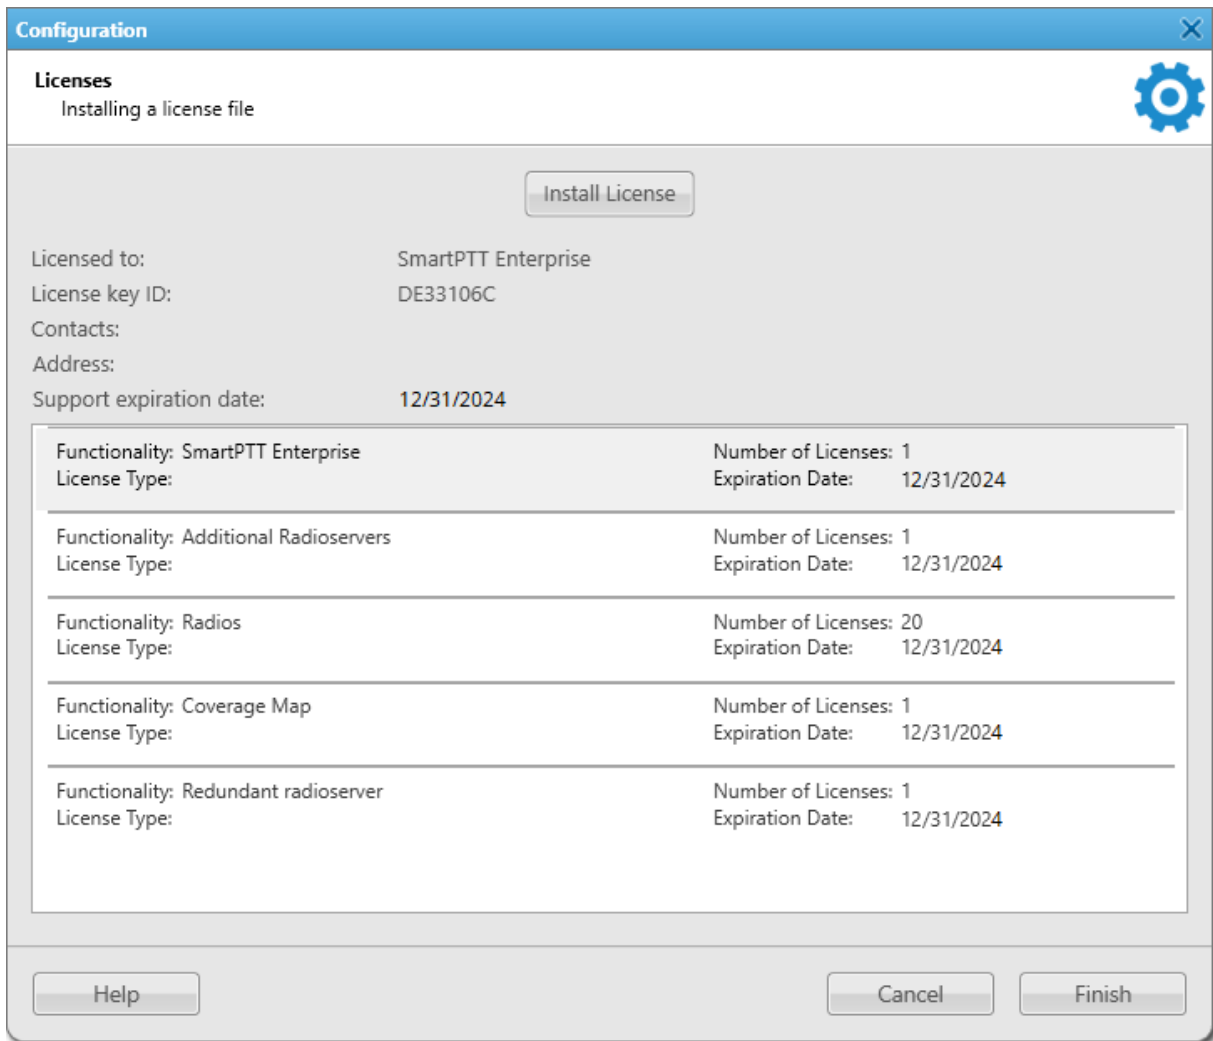 Configuration
Licenses
Installing a license file
Install License
Licensed to: SmartPTT Enterprise
License key ID: DE33106C
Contacts:
Address:
Support expiration date: 12/31/2024
Functionality: SmartPTT Enterprise Number of Licenses: 1
License Type: Expiration Date: 12/31/2024
Functionality: Additional Radioservers Number of Licenses: 1
License Type: Expiration Date: 12/31/2024
Functionality: Radios Number of Licenses: 20
License Type: Expiration Date: 12/31/2024
Functionality: Coverage Map Number of Licenses: 1
License Type: Expiration Date: 12/31/2024
Functionality: Redundant radioserver Number of Licenses: 1
License Type: Expiration Date: 12/31/2024
Help Cancel Finish